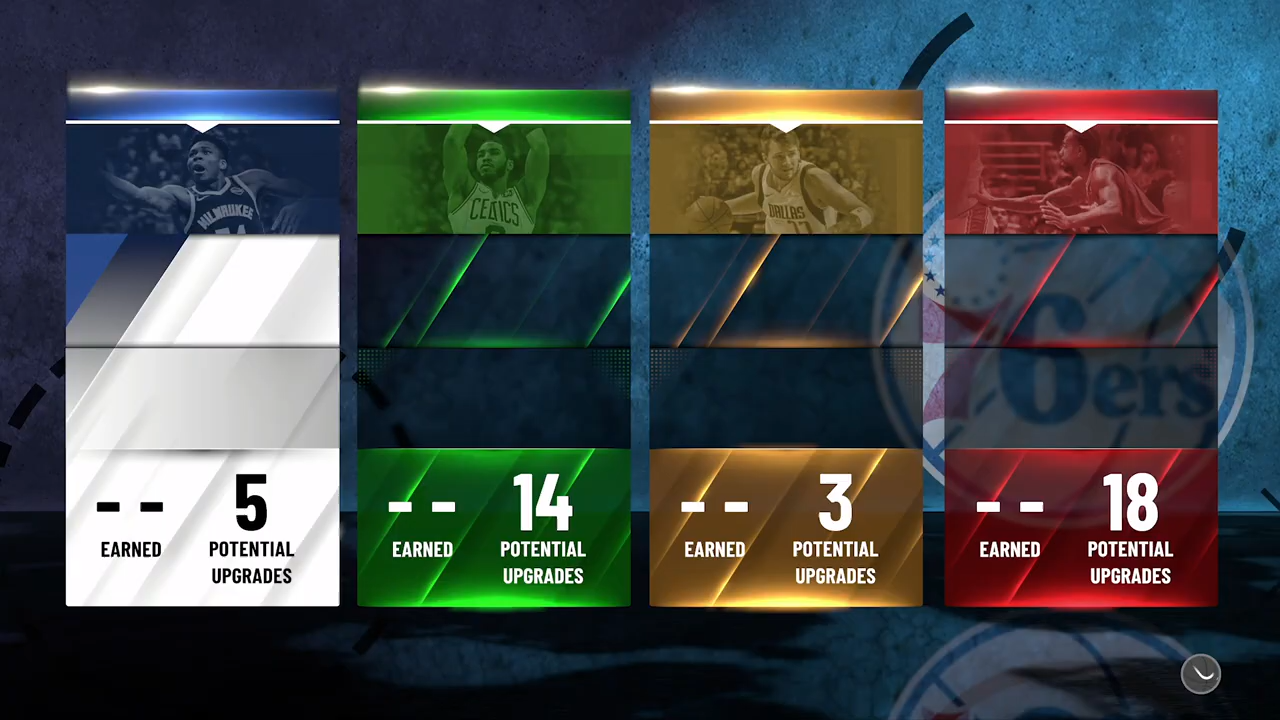 MILWAUKEE
CELTICS
DALLAS
76ers
-- 5
EARNED POTENTIAL UPGRADES
-- 14
EARNED POTENTIAL UPGRADES
-- 3
EARNED POTENTIAL UPGRADES
-- 18
EARNED POTENTIAL UPGRADES